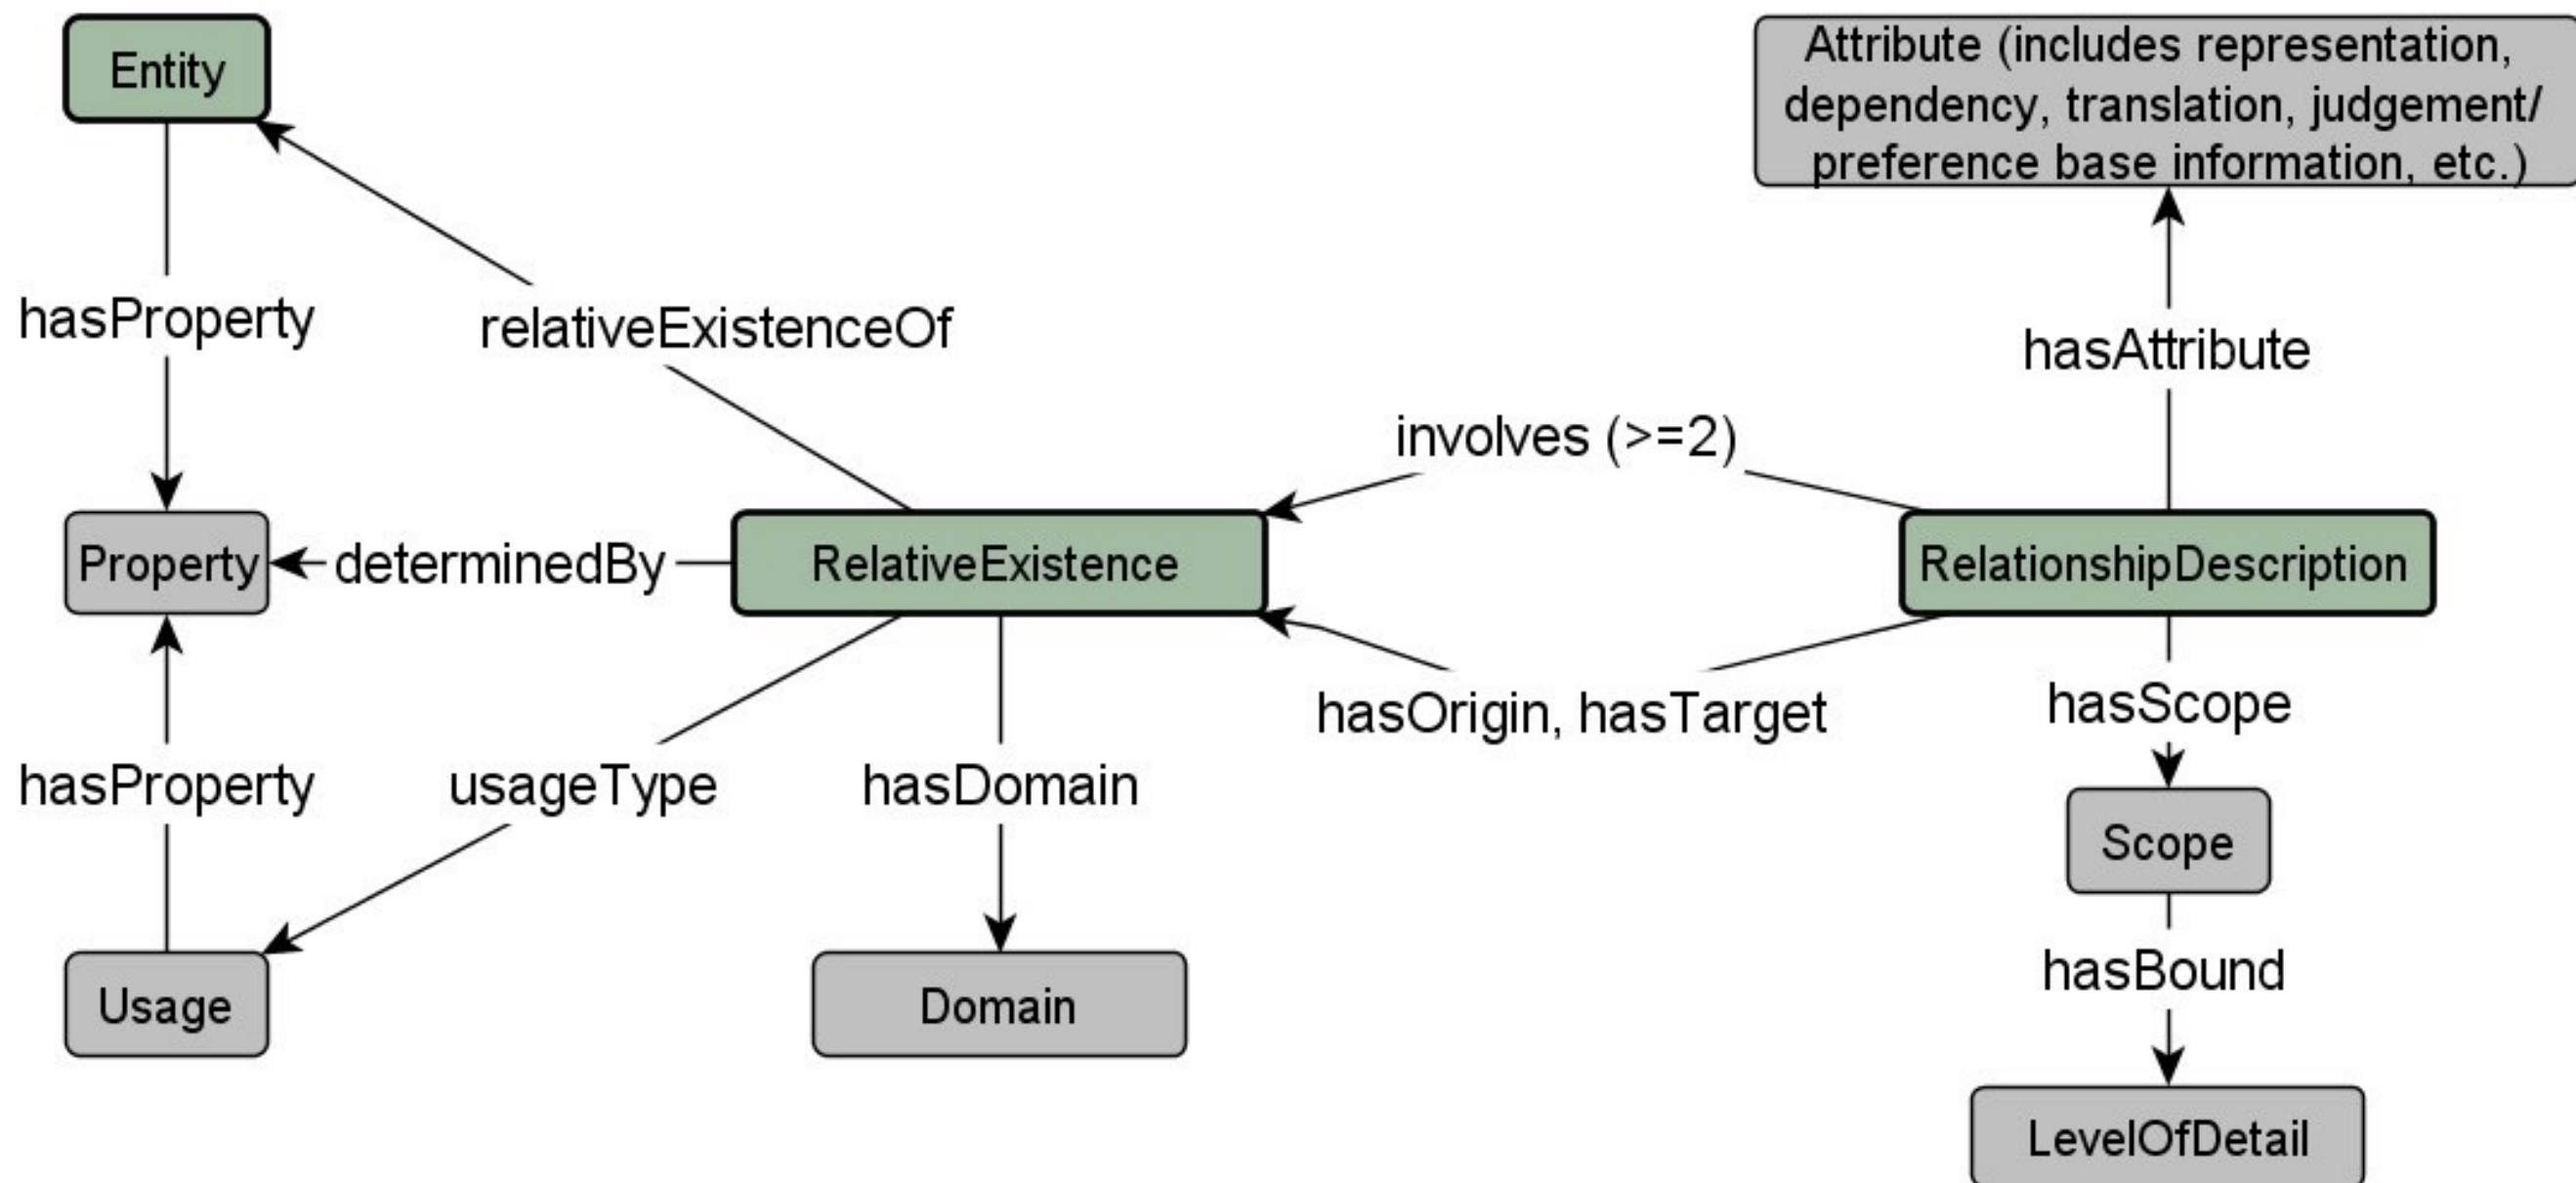 Entity
Attribute (includes representation,
dependency, translation, judgement/
preference base information, etc.)
hasProperty
relativeExistenceOf
hasAttribute
involves (>=2)
Property
determinedBy
RelativeExistence
RelationshipDescription
hasOrigin, hasTarget
hasScope
hasProperty
usageType
hasDomain
Scope
hasBound
Usage
Domain
LevelOfDetail